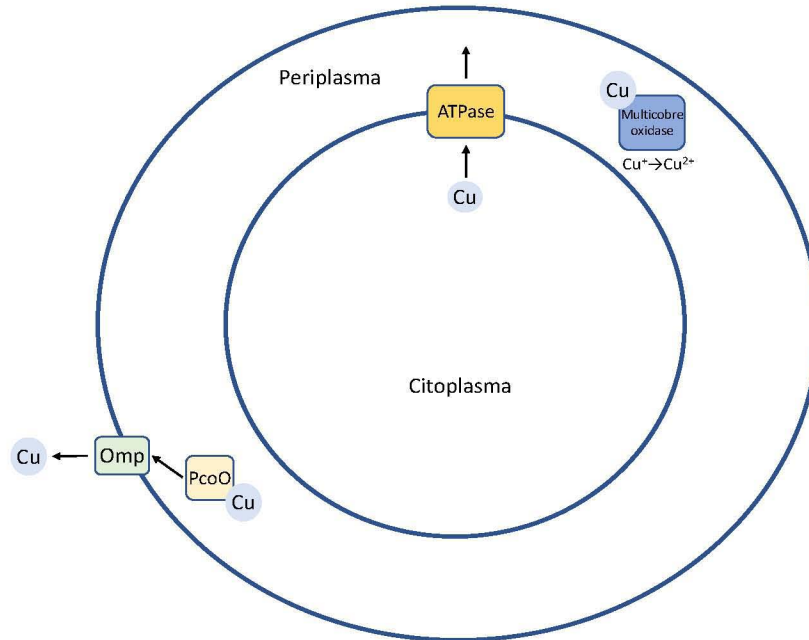 Periplasma
Cu
ATPase
Multicobre
oxidase
Cu⁺→Cu²⁺
Cu
Citoplasma
Cu
Omp
PcoO
Cu